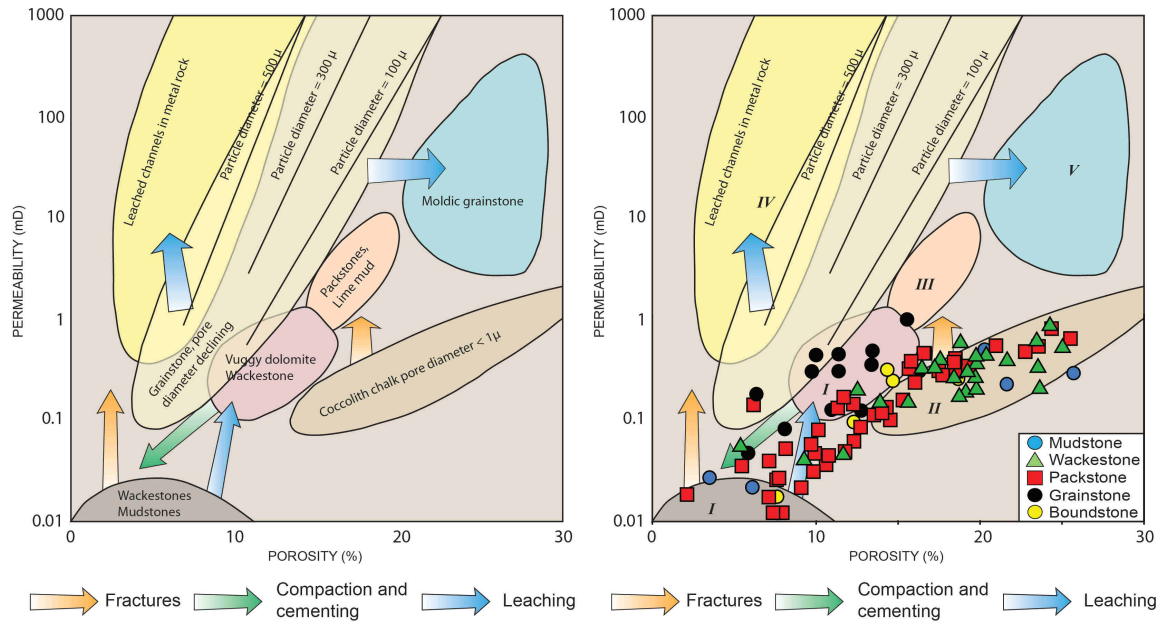 1000
100
10
1
0.1
0.01
PERMEABILITY (mD)
0
10
20
30
POROSITY (%)
Leached channels in metal rock
Particle diameter = 500 μ
Particle diameter = 300 μ
Particle diameter = 100 μ
Moldic grainstone
Packstones,
Lime mud
Grainstone, pore
diameter declining
Vuggy dolomite
Wackestone
Coccolith chalk pore diameter < 1μ
Wackestones
Mudstones
Fractures
Compaction and
cementing
Leaching
1000
100
10
1
0.1
0.01
PERMEABILITY (mD)
0
10
20
30
POROSITY (%)
Leached channels in metal rock
Particle diameter = 500 μ
Particle diameter = 300 μ
Particle diameter = 100 μ
IV
V
III
I
II
I
Mudstone
Wackestone
Packstone
Grainstone
Boundstone
Fractures
Compaction and
cementing
Leaching